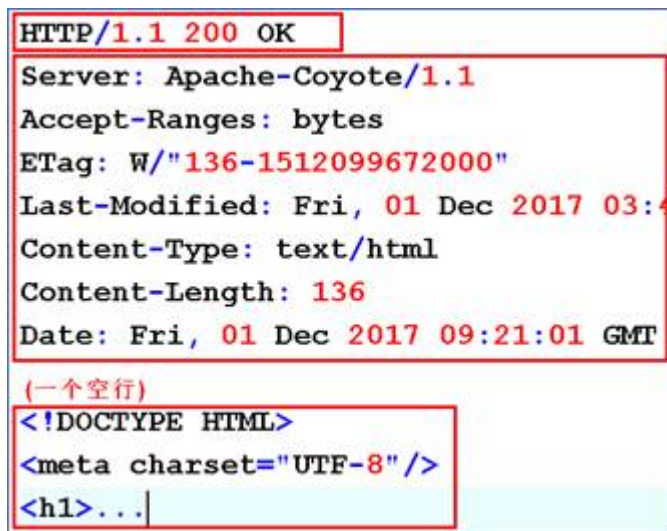 HTTP/1.1 200 OK
Server: Apache-Coyote/1.1
Accept-Ranges: bytes
ETag: W/"136-1512099672000"
Last-Modified: Fri, 01 Dec 2017 03:4
Content-Type: text/html
Content-Length: 136
Date: Fri, 01 Dec 2017 09:21:01 GMT
(一个空行)
<!DOCTYPE HTML>
<meta charset="UTF-8"/>
<h1>...